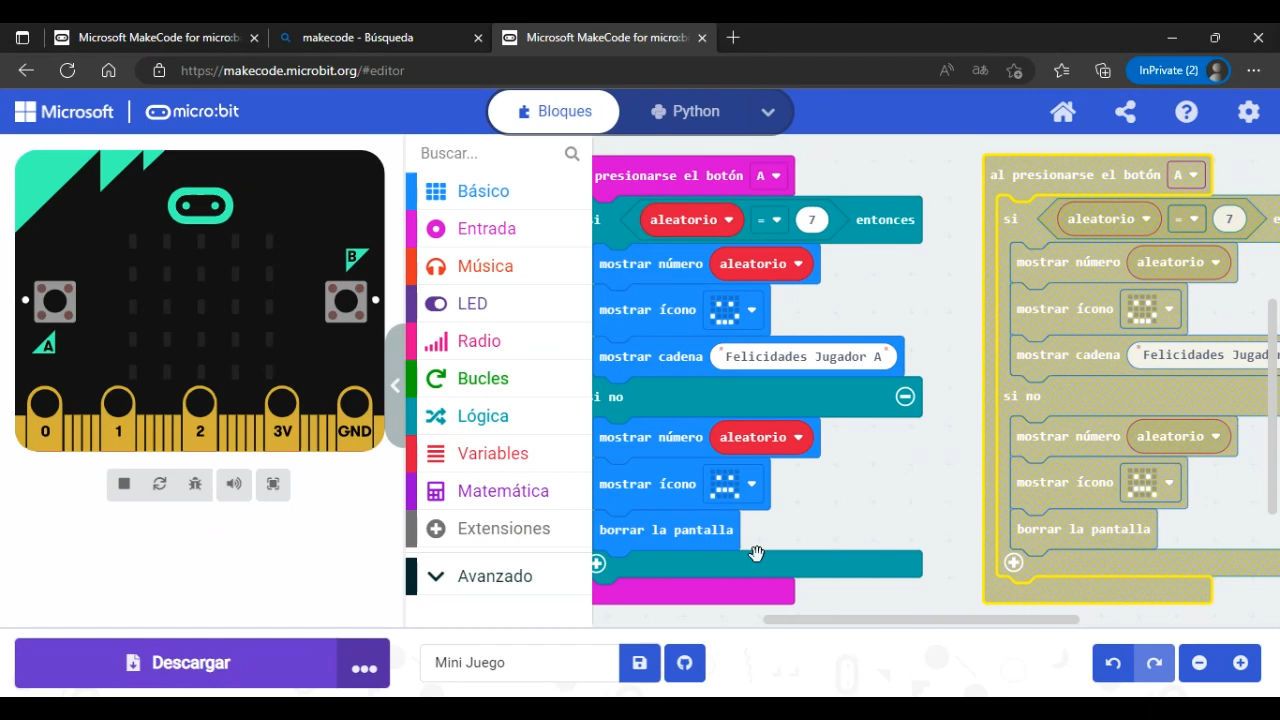 Microsoft MakeCode for micro:b
makecode - Búsqueda
Microsoft MakeCode for micro:b
https://makecode.microbit.org/#editor
InPrivate (2)
Microsoft
micro:bit
Bloques
Python
B
A
0
1
2
3V
GND
Buscar...
Básico
Entrada
Música
LED
Radio
Bucles
Lógica
Variables
Matemática
Extensiones
Avanzado
presionarse el botón A
aleatorio = 7 entonces
mostrar número aleatorio
mostrar ícono
mostrar cadena "Felicidades Jugador A"
i no
mostrar número aleatorio
mostrar ícono
borrar la pantalla
al presionarse el botón A
si aleatorio = 7 e
mostrar número aleatorio
mostrar ícono
mostrar cadena "Felicidades Jugad
si no
mostrar número aleatorio
mostrar ícono
borrar la pantalla
Descargar
Mini Juego